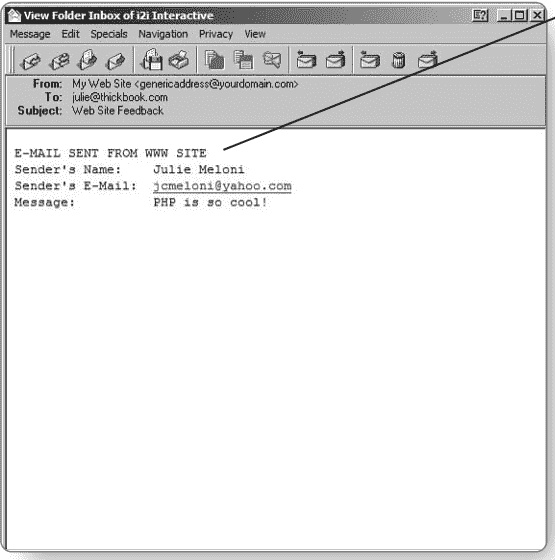 View Folder Inbox of i2i Interactive
Message Edit Specials Navigation Privacy View
From: My Web Site <genericaddress@yourdomain.com>
To: julie@thickbook.com
Subject: Web Site Feedback
E-MAIL SENT FROM WWW SITE
Sender's Name: Julie Meloni
Sender's E-Mail: jcmeloni@yahoo.com
Message: PHP is so cool!